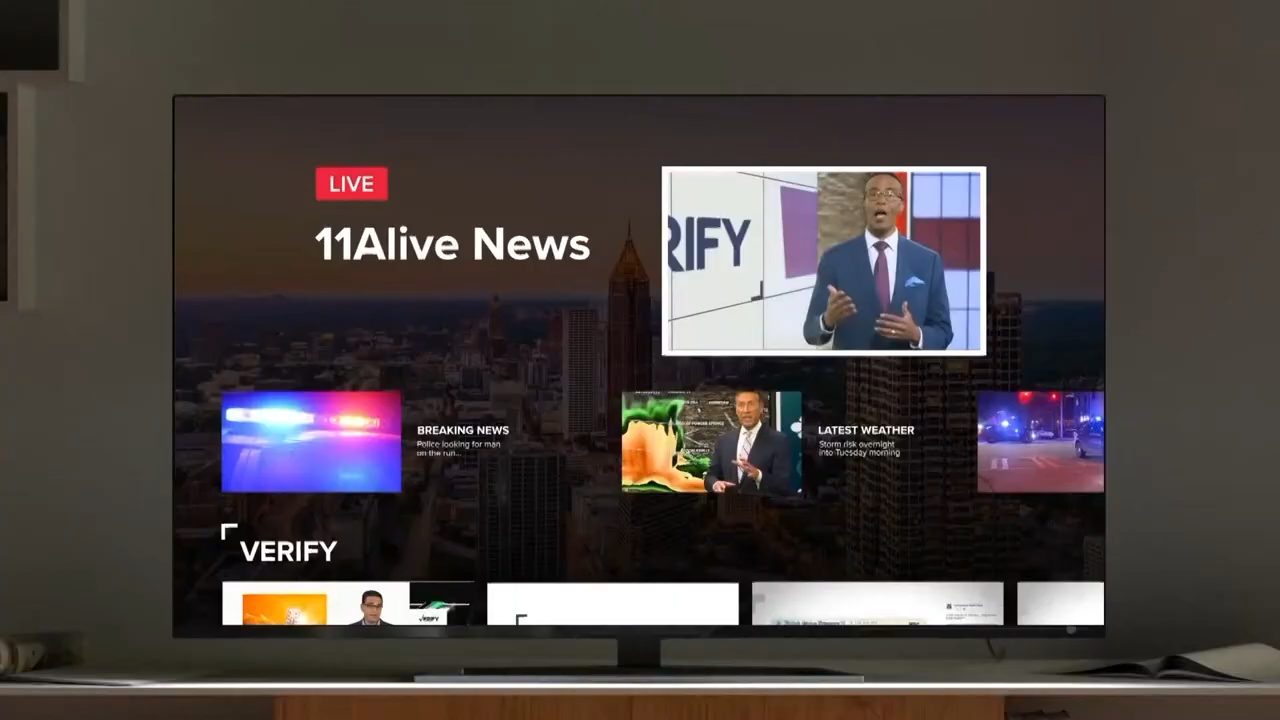 LIVE
11Alive News
RIFY
BREAKING NEWS
Police looking for man
on the run...
LATEST WEATHER
Storm risk overnight
into Tuesday morning
VERIFY
VERIFY